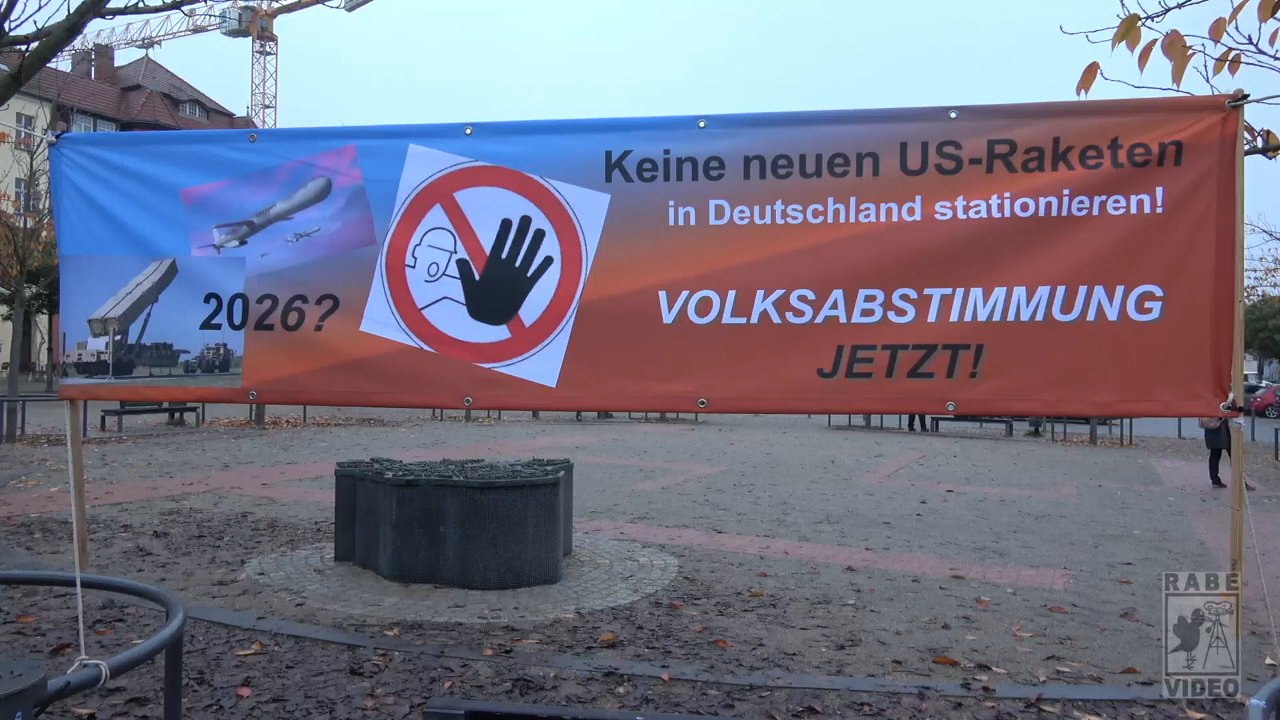 Keine neuen US-Raketen
in Deutschland stationieren!
2026?
VOLKSABSTIMMUNG
JETZT!
RABE
VIDEO